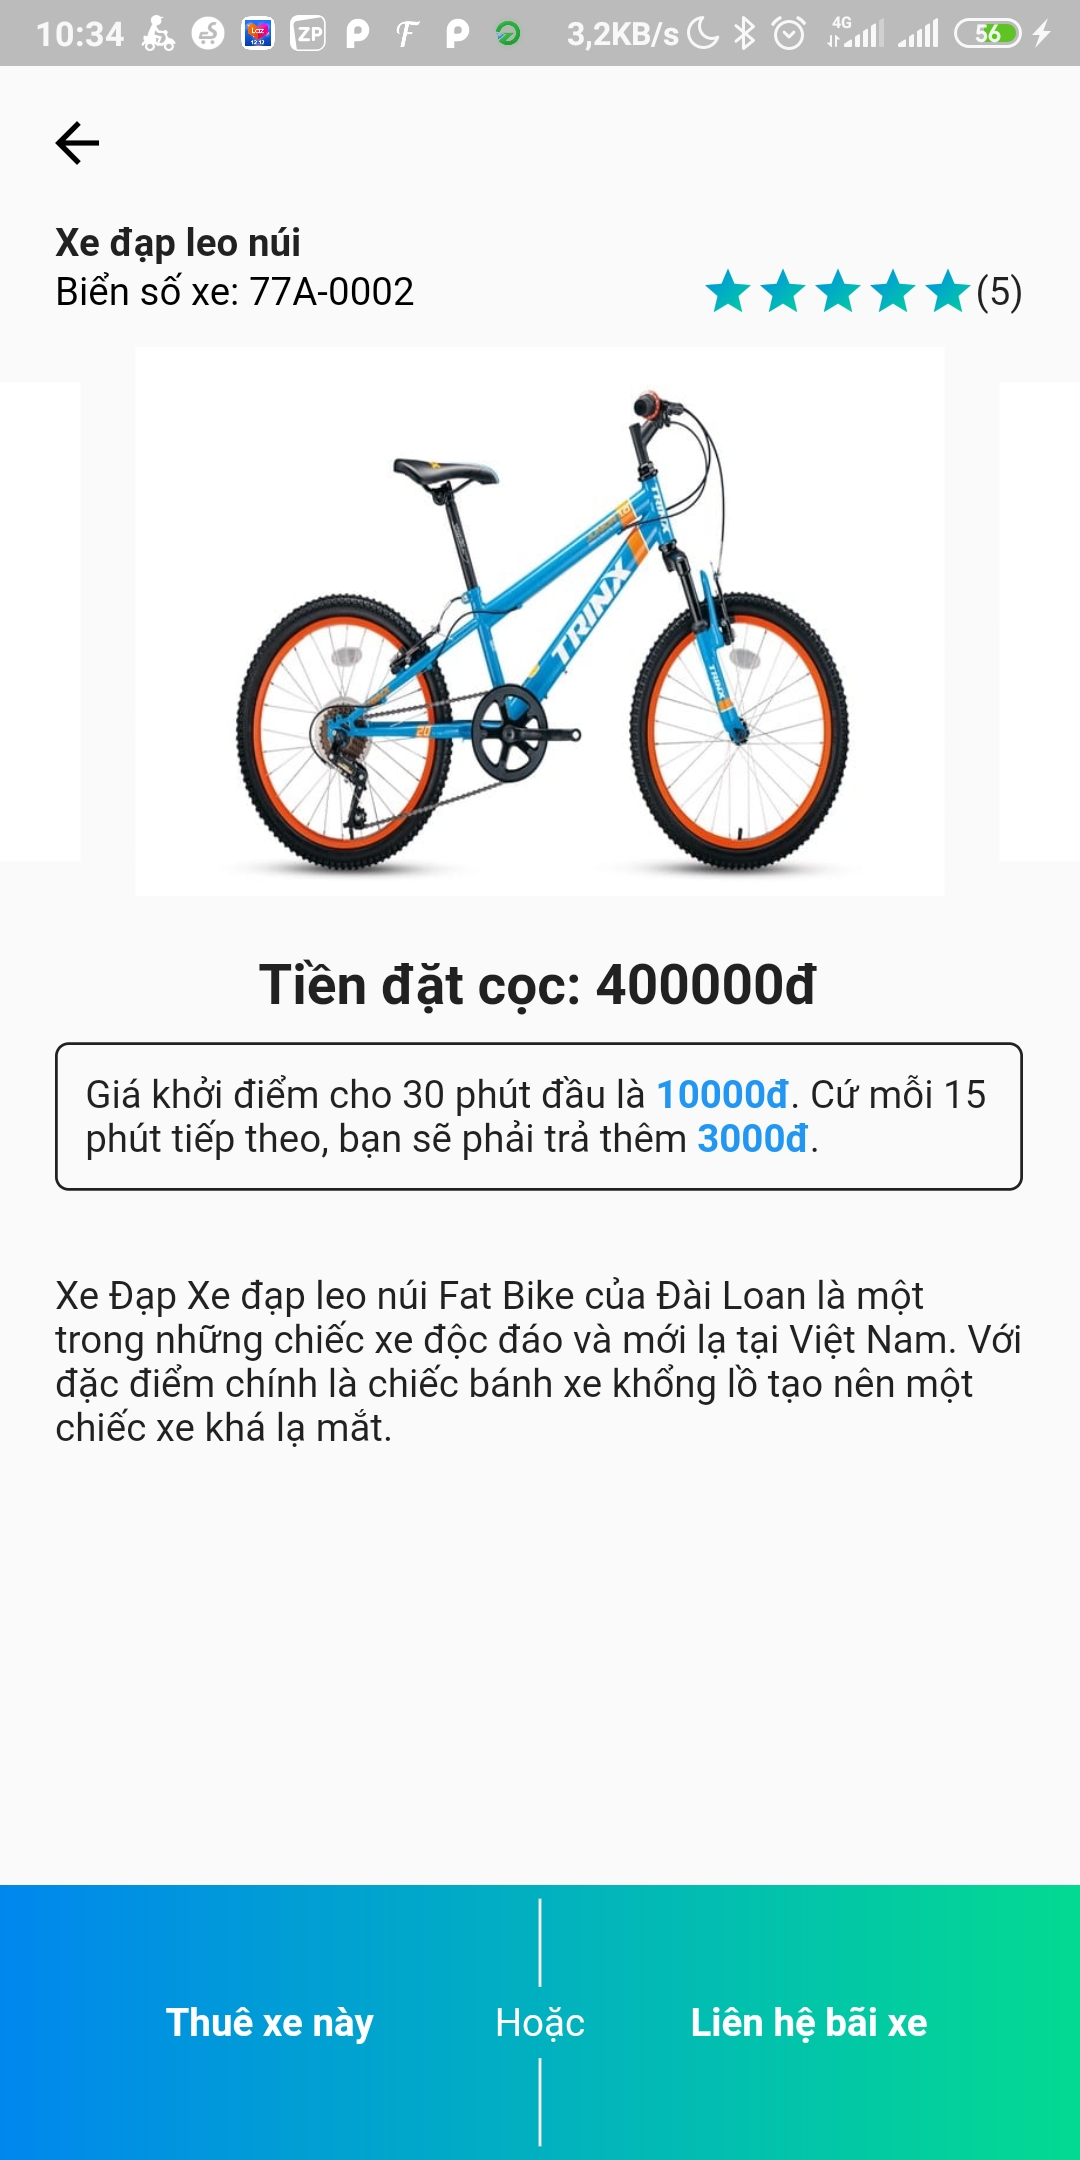 10:34 ZP 3,2KB/s 4G 56
Xe đạp leo núi
Biển số xe: 77A-0002
(5)
TRINX
TRINX
TRINX
20
Tiền đặt cọc: 400000đ
Giá khởi điểm cho 30 phút đầu là 10000đ. Cứ mỗi 15
phút tiếp theo, bạn sẽ phải trả thêm 3000đ.
Xe Đạp Xe đạp leo núi Fat Bike của Đài Loan là một
trong những chiếc xe độc đáo và mới lạ tại Việt Nam. Với
đặc điểm chính là chiếc bánh xe khổng lồ tạo nên một
chiếc xe khá lạ mắt.
Thuê xe này
Hoặc
Liên hệ bãi xe